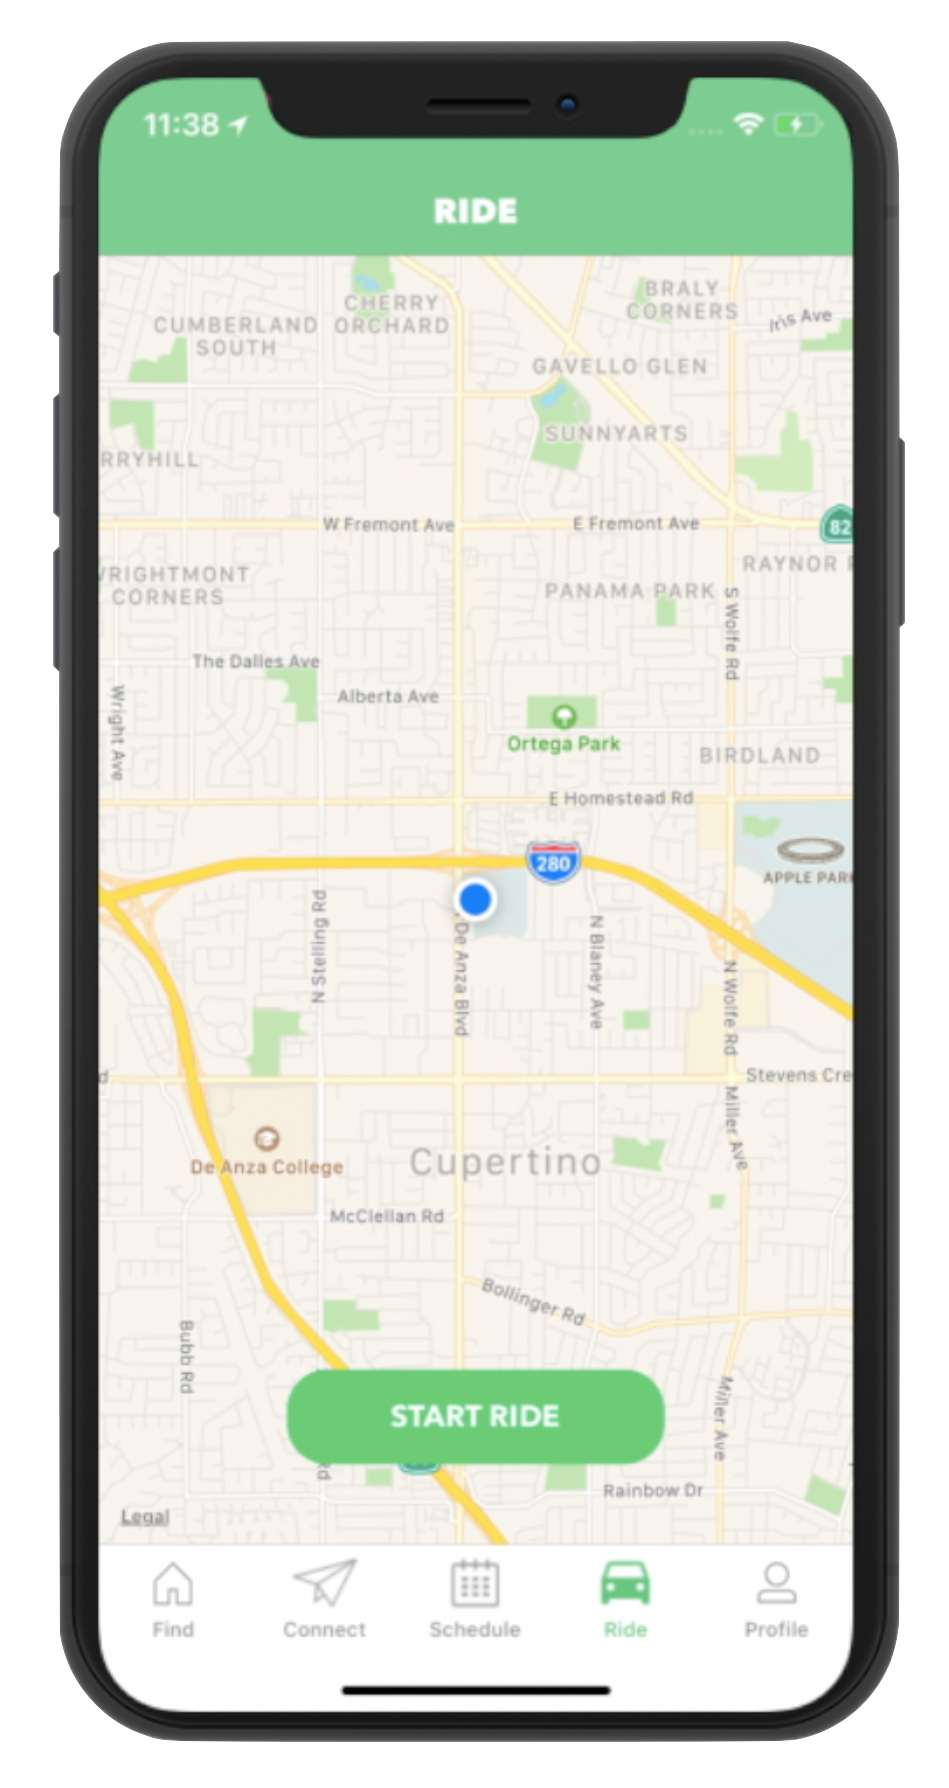 11:38
RIDE
CHERRY
ORCHARD
BRALY
CORNERS
CUMBERLAND
SOUTH
Iris Ave
GAVELLO GLEN
SUNNYARTS
RRYHILL
W Fremont Ave
E Fremont Ave
82
WRIGHTMONT
CORNERS
RAYNOR P
PANAMA PARK
S Wolfe Rd
The Dalles Ave
Wright Ave
Alberta Ave
Ortega Park
BIRDLAND
E Homestead Rd
280
APPLE PARK
N Stelling Rd
De Anza Blvd
N Blaney Ave
N Wolfe Rd
d
Stevens Cre
Miller Ave
De Anza College
Cupertino
McClellan Rd
Bollinger Rd
Bubb Rd
Miller Ave
START RIDE
Rd
Rainbow Dr
Legal
Find
Connect
Schedule
Ride
Profile